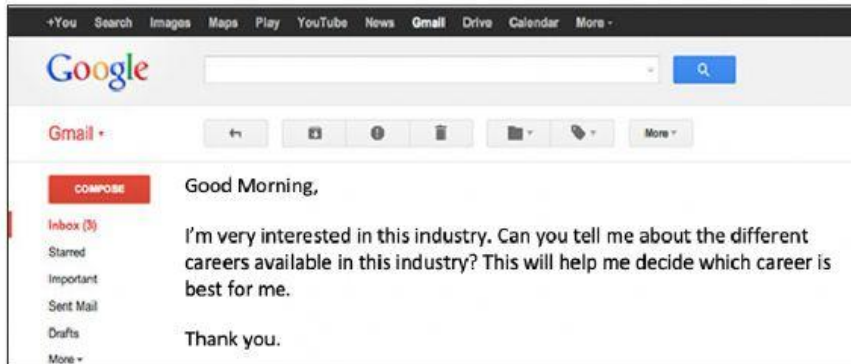 +You Search Images Maps Play YouTube News Gmail Drive Calendar More
Google
Gmail
More
COMPOSE
Good Morning,
Inbox (3)
I'm very interested in this industry. Can you tell me about the different
Starred
careers available in this industry? This will help me decide which career is
Important
best for me.
Sent Mail
Drafts
Thank you.
More